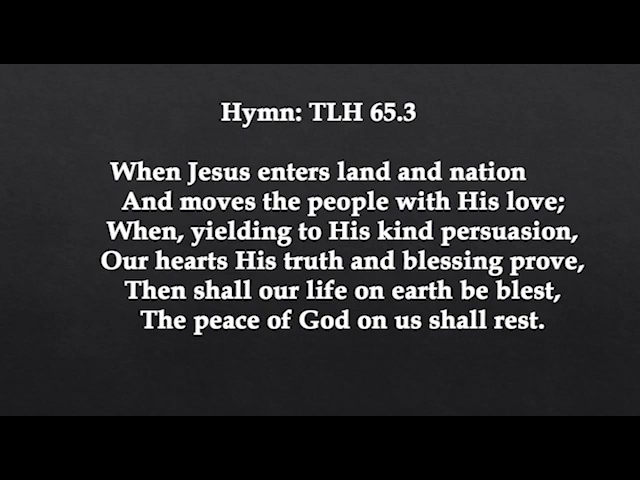 Hymn: TLH 65.3
When Jesus enters land and nation
And moves the people with His love;
When, yielding to His kind persuasion,
Our hearts His truth and blessing prove,
Then shall our life on earth be blest,
The peace of God on us shall rest.